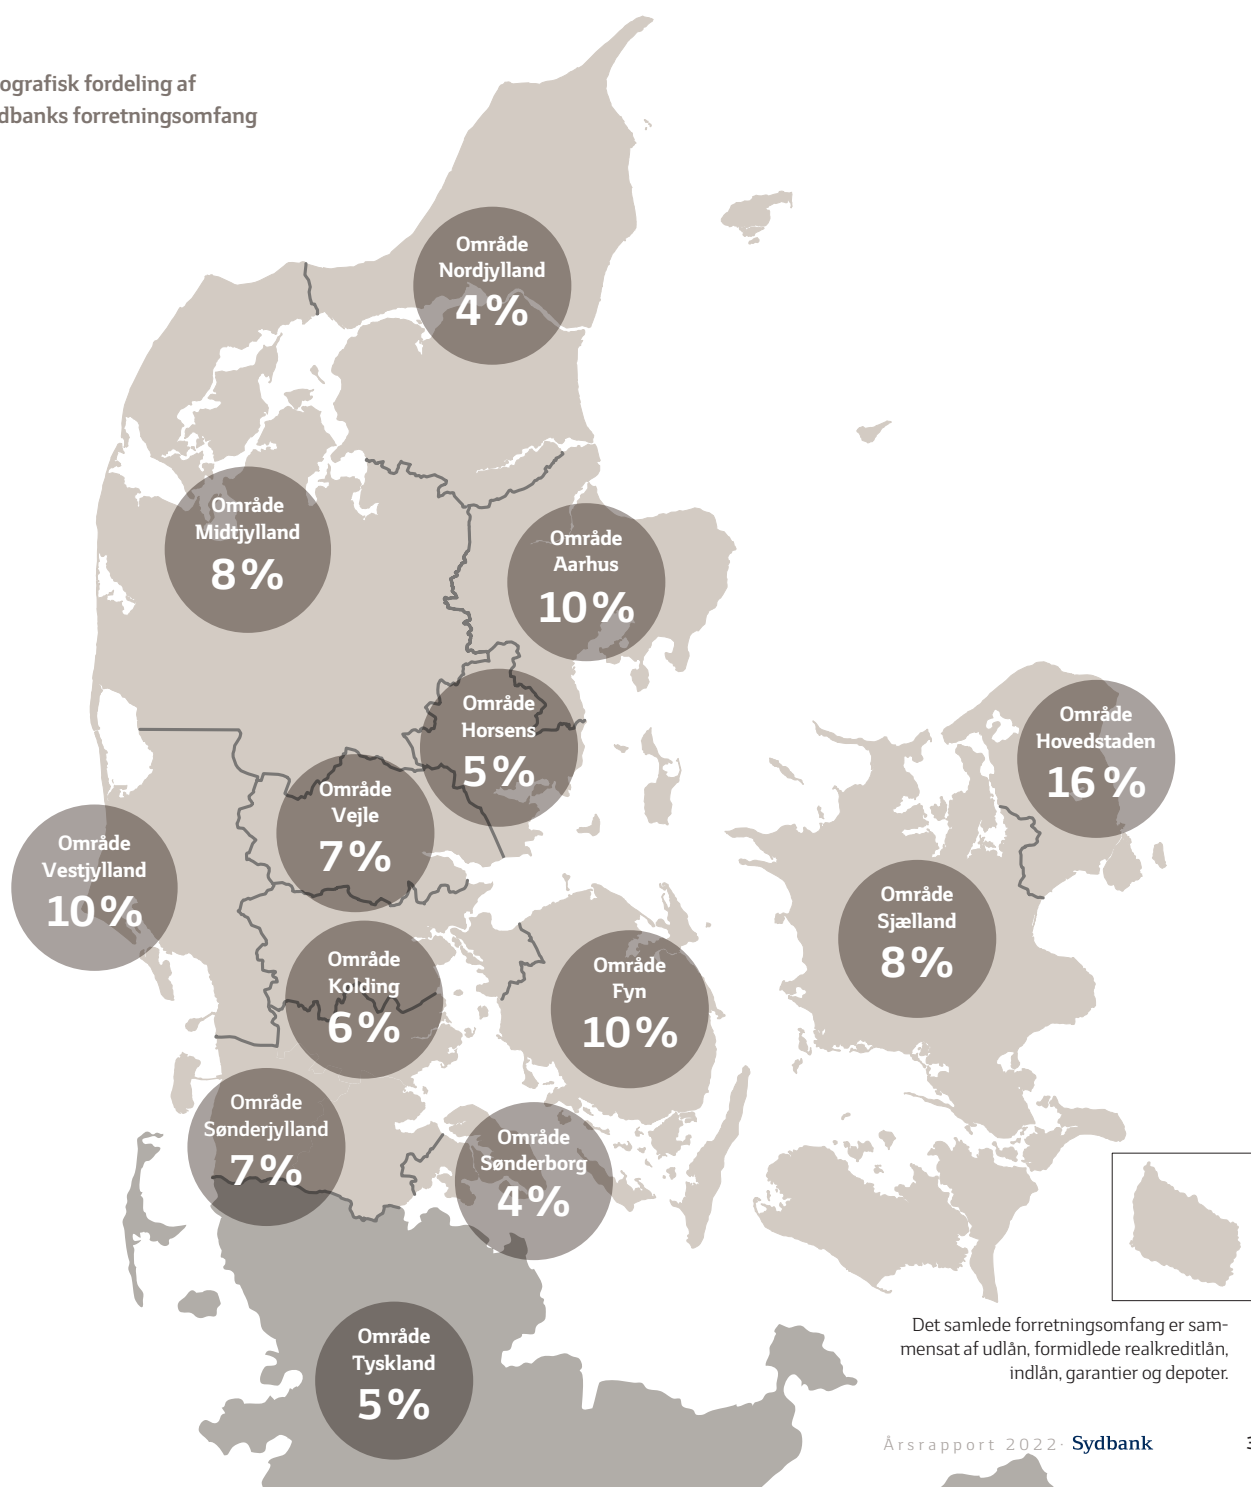 ografisk fordeling af
dbanks forretningsomfang
Område
Nordjylland
4 %
Område
Midtjylland
8 %
Område
Aarhus
10 %
Område
Horsens
5 %
Område
Hovedstaden
16 %
Område
Vejle
7 %
Område
Vestjylland
10 %
Område
Sjælland
8 %
Område
Kolding
6 %
Område
Fyn
10 %
Område
Sønderjylland
7 %
Område
Sønderborg
4 %
Område
Tyskland
5 %
Det samlede forretningsomfang er sam-
mensat af udlån, formidlede realkreditlån,
indlån, garantier og depoter.
Årsrapport 2022 · Sydbank